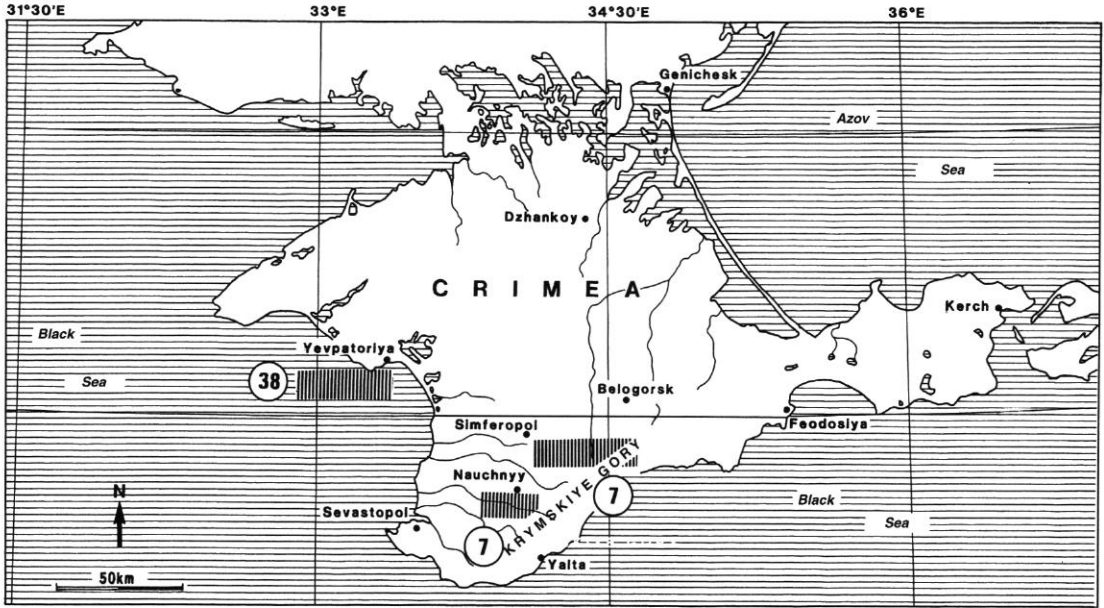 31°30'E 33°E 34°30'E 36°E
Genichesk
Azov
Sea
Dzhankoy
CRIMEA
Kerch
Black
Yevpatoriya
Sea
38
Belogorsk
Simferopol
Feodosiya
KRYMSKIYE GORY
Nauchnyy
7
Black
N
Sevastopol
Sea
7
Yalta
50km